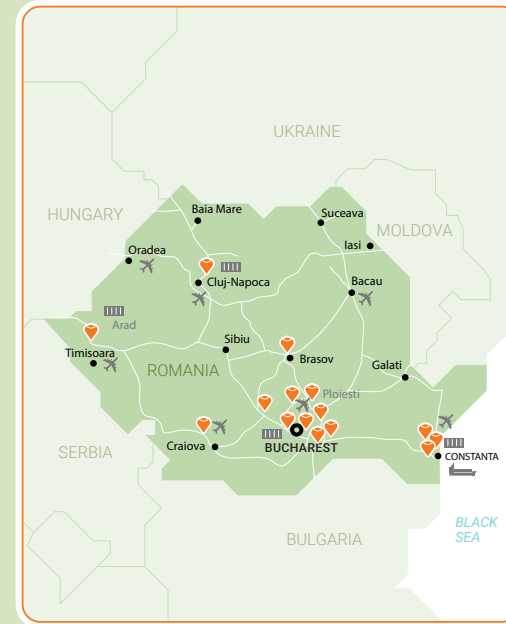 UKRAINE
HUNGARY
Baia Mare
Suceava
MOLDOVA
Iasi
Oradea
Cluj-Napoca
Bacau
Arad
Timisoara
Sibiu
Brasov
ROMANIA
Galati
Ploiesti
SERBIA
Craiova
BUCHAREST
CONSTANTA
BLACK
SEA
BULGARIA